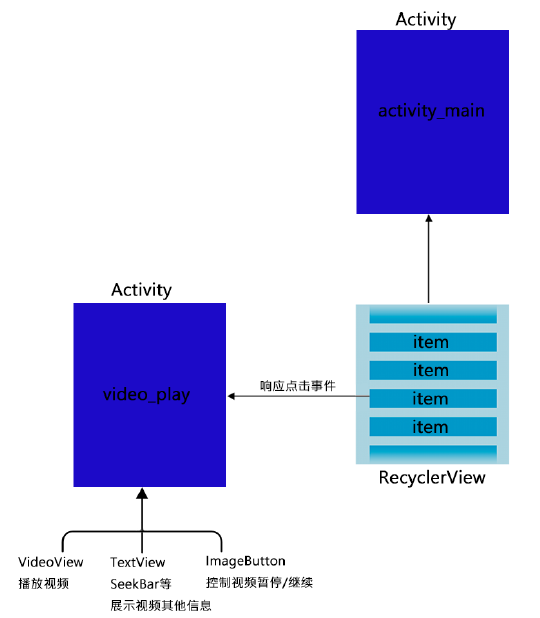 Activity
activity_main
Activity
video_play
响应点击事件
item
item
item
item
RecyclerView
VideoView
播放视频
TextView
SeekBar等
展示视频其他信息
ImageButton
控制视频暂停/继续